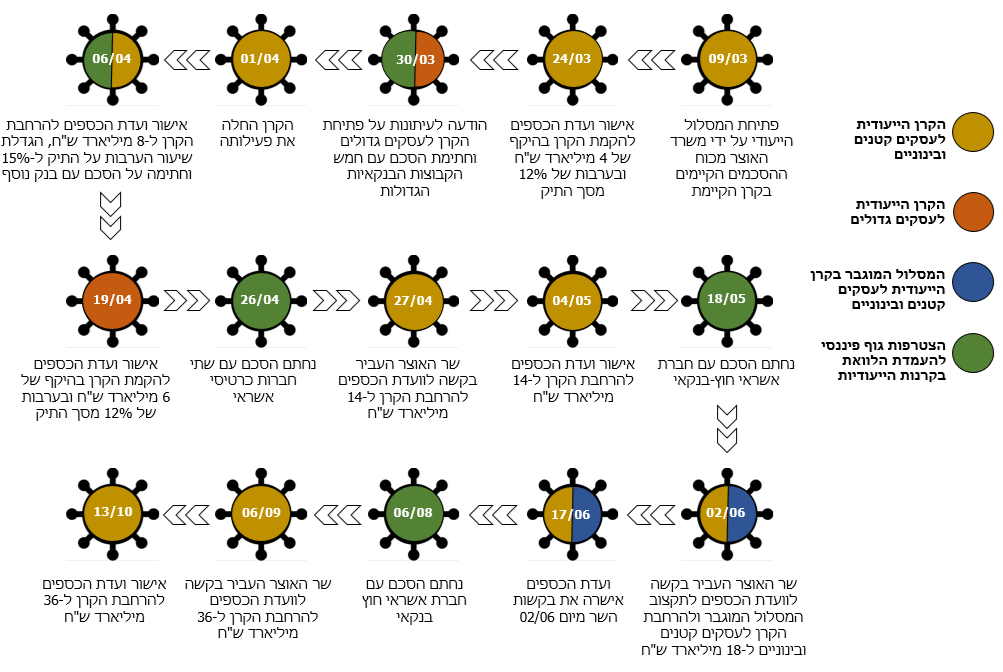 09/03
פתיחת המסלול
הייעודי על ידי משרד
האוצר מכוח
ההסכמים הקיימים
בקרן הקיימת
24/03
אישור ועדת הכספים
להקמת הקרן בהיקף
של 4 מיליארד ש"ח
ובערבות של 12%
מסך התיק
30/03
הודעה לעיתונות על פתיחת
הקרן לעסקים גדולים
וחתימת הסכם עם חמש
הקבוצות הבנקאיות
הגדולות
01/04
הקרן החלה
את פעילותה
06/04
אישור ועדת הכספים להרחבת
הקרן ל-8 מיליארד ש"ח, הגדלת
שיעור הערבות על התיק ל-15%
וחתימה על הסכם עם בנק נוסף
19/04
אישור ועדת הכספים
להקמת הקרן בהיקף של
6 מיליארד ש"ח ובערבות
של 12% מסך התיק
26/04
נחתם הסכם עם שתי
חברות כרטיסי
אשראי
27/04
שר האוצר העביר
בקשה לוועדת הכספים
להרחבת הקרן ל-14
מיליארד ש"ח
04/05
אישור ועדת הכספים
להרחבת הקרן ל-14
מיליארד ש"ח
18/05
נחתם הסכם עם חברת
אשראי חוץ-בנקאי
02/06
שר האוצר העביר בקשה
לוועדת הכספים לתקצוב
המסלול המוגבר ולהרחבת
הקרן לעסקים קטנים
ובינוניים ל-18 מיליארד ש"ח
17/06
ועדת הכספים
אישרה את בקשות
השר מיום 02/06
06/08
נחתם הסכם עם
חברת אשראי חוץ
בנקאי
06/09
שר האוצר העביר בקשה
לוועדת הכספים
להרחבת הקרן ל-36
מיליארד ש"ח
13/10
אישור ועדת הכספים
להרחבת הקרן ל-36
מיליארד ש"ח
הקרן הייעודית
לעסקים קטנים
ובינוניים
הקרן הייעודית
לעסקים גדולים
המסלול המוגבר בקרן
הייעודית לעסקים
קטנים ובינוניים
הצטרפות גוף פיננסי
להעמדת הלוואת
בקרנות הייעודיות